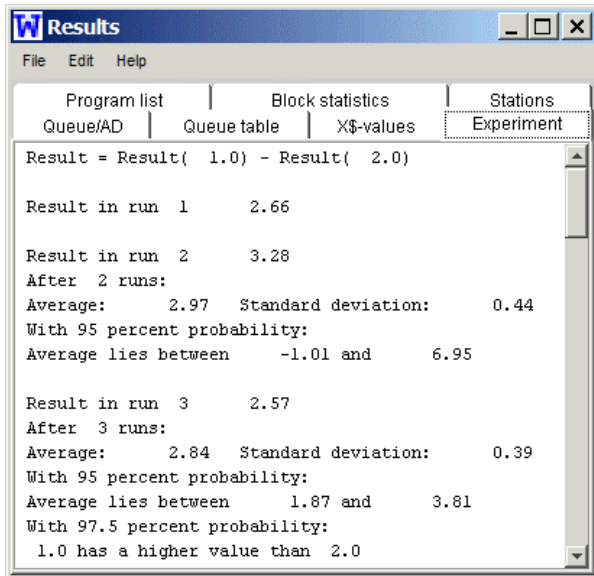 Results
File Edit Help
Program list Block statistics Stations
Queue/AD Queue table X$-values Experiment
Result = Result( 1.0) - Result( 2.0)
Result in run 1 2.66
Result in run 2 3.28
After 2 runs:
Average: 2.97 Standard deviation: 0.44
With 95 percent probability:
Average lies between -1.01 and 6.95
Result in run 3 2.57
After 3 runs:
Average: 2.84 Standard deviation: 0.39
With 95 percent probability:
Average lies between 1.87 and 3.81
With 97.5 percent probability:
1.0 has a higher value than 2.0